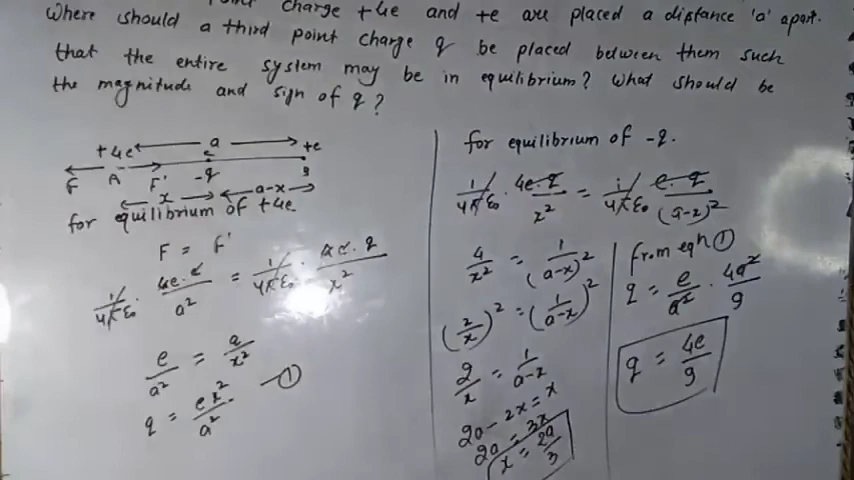 point charge +4e and +e are placed a distance 'a' apart.
Where should a third point charge q be placed between them such
that the entire system may be in equilibrium? What should be
the magnitude and sign of q?
+4e a +e
F A F' -q B
x a-x
for equilibrium of +4e
F = F'
1/4πε₀ · 4e·e/a² = 1/4πε₀ · 4e·q/x²
e/a² = q/x²
q = ex²/a² — ①
for equilibrium of -q.
1/4πε₀ · 4e·q/x² = 1/4πε₀ e·q/(a-x)²
4/x² = 1/(a-x)²
(2/x)² = (1/a-x)²
2/x = 1/a-x
2a - 2x = x
2a = 3x
x = 2a/3
from eqn ①
q = e/a² · 4a²/9
q = 4e/9